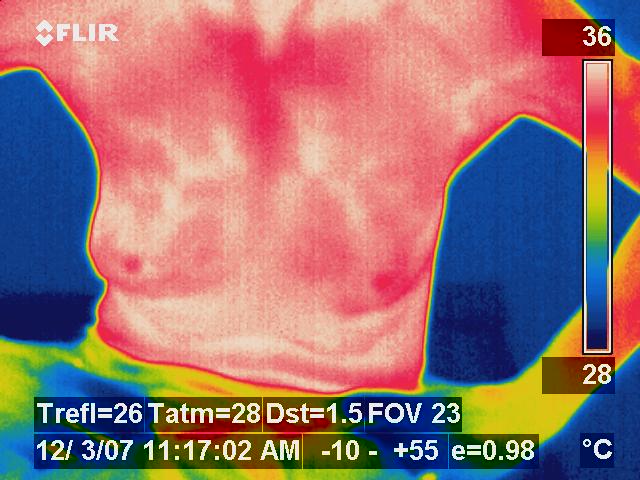 FLIR
36
28
Trefl=26 Tatm=28 Dst=1.5 FOV 23
12/ 3/07 11:17:02 AM -10 - +55 e=0.98 °C